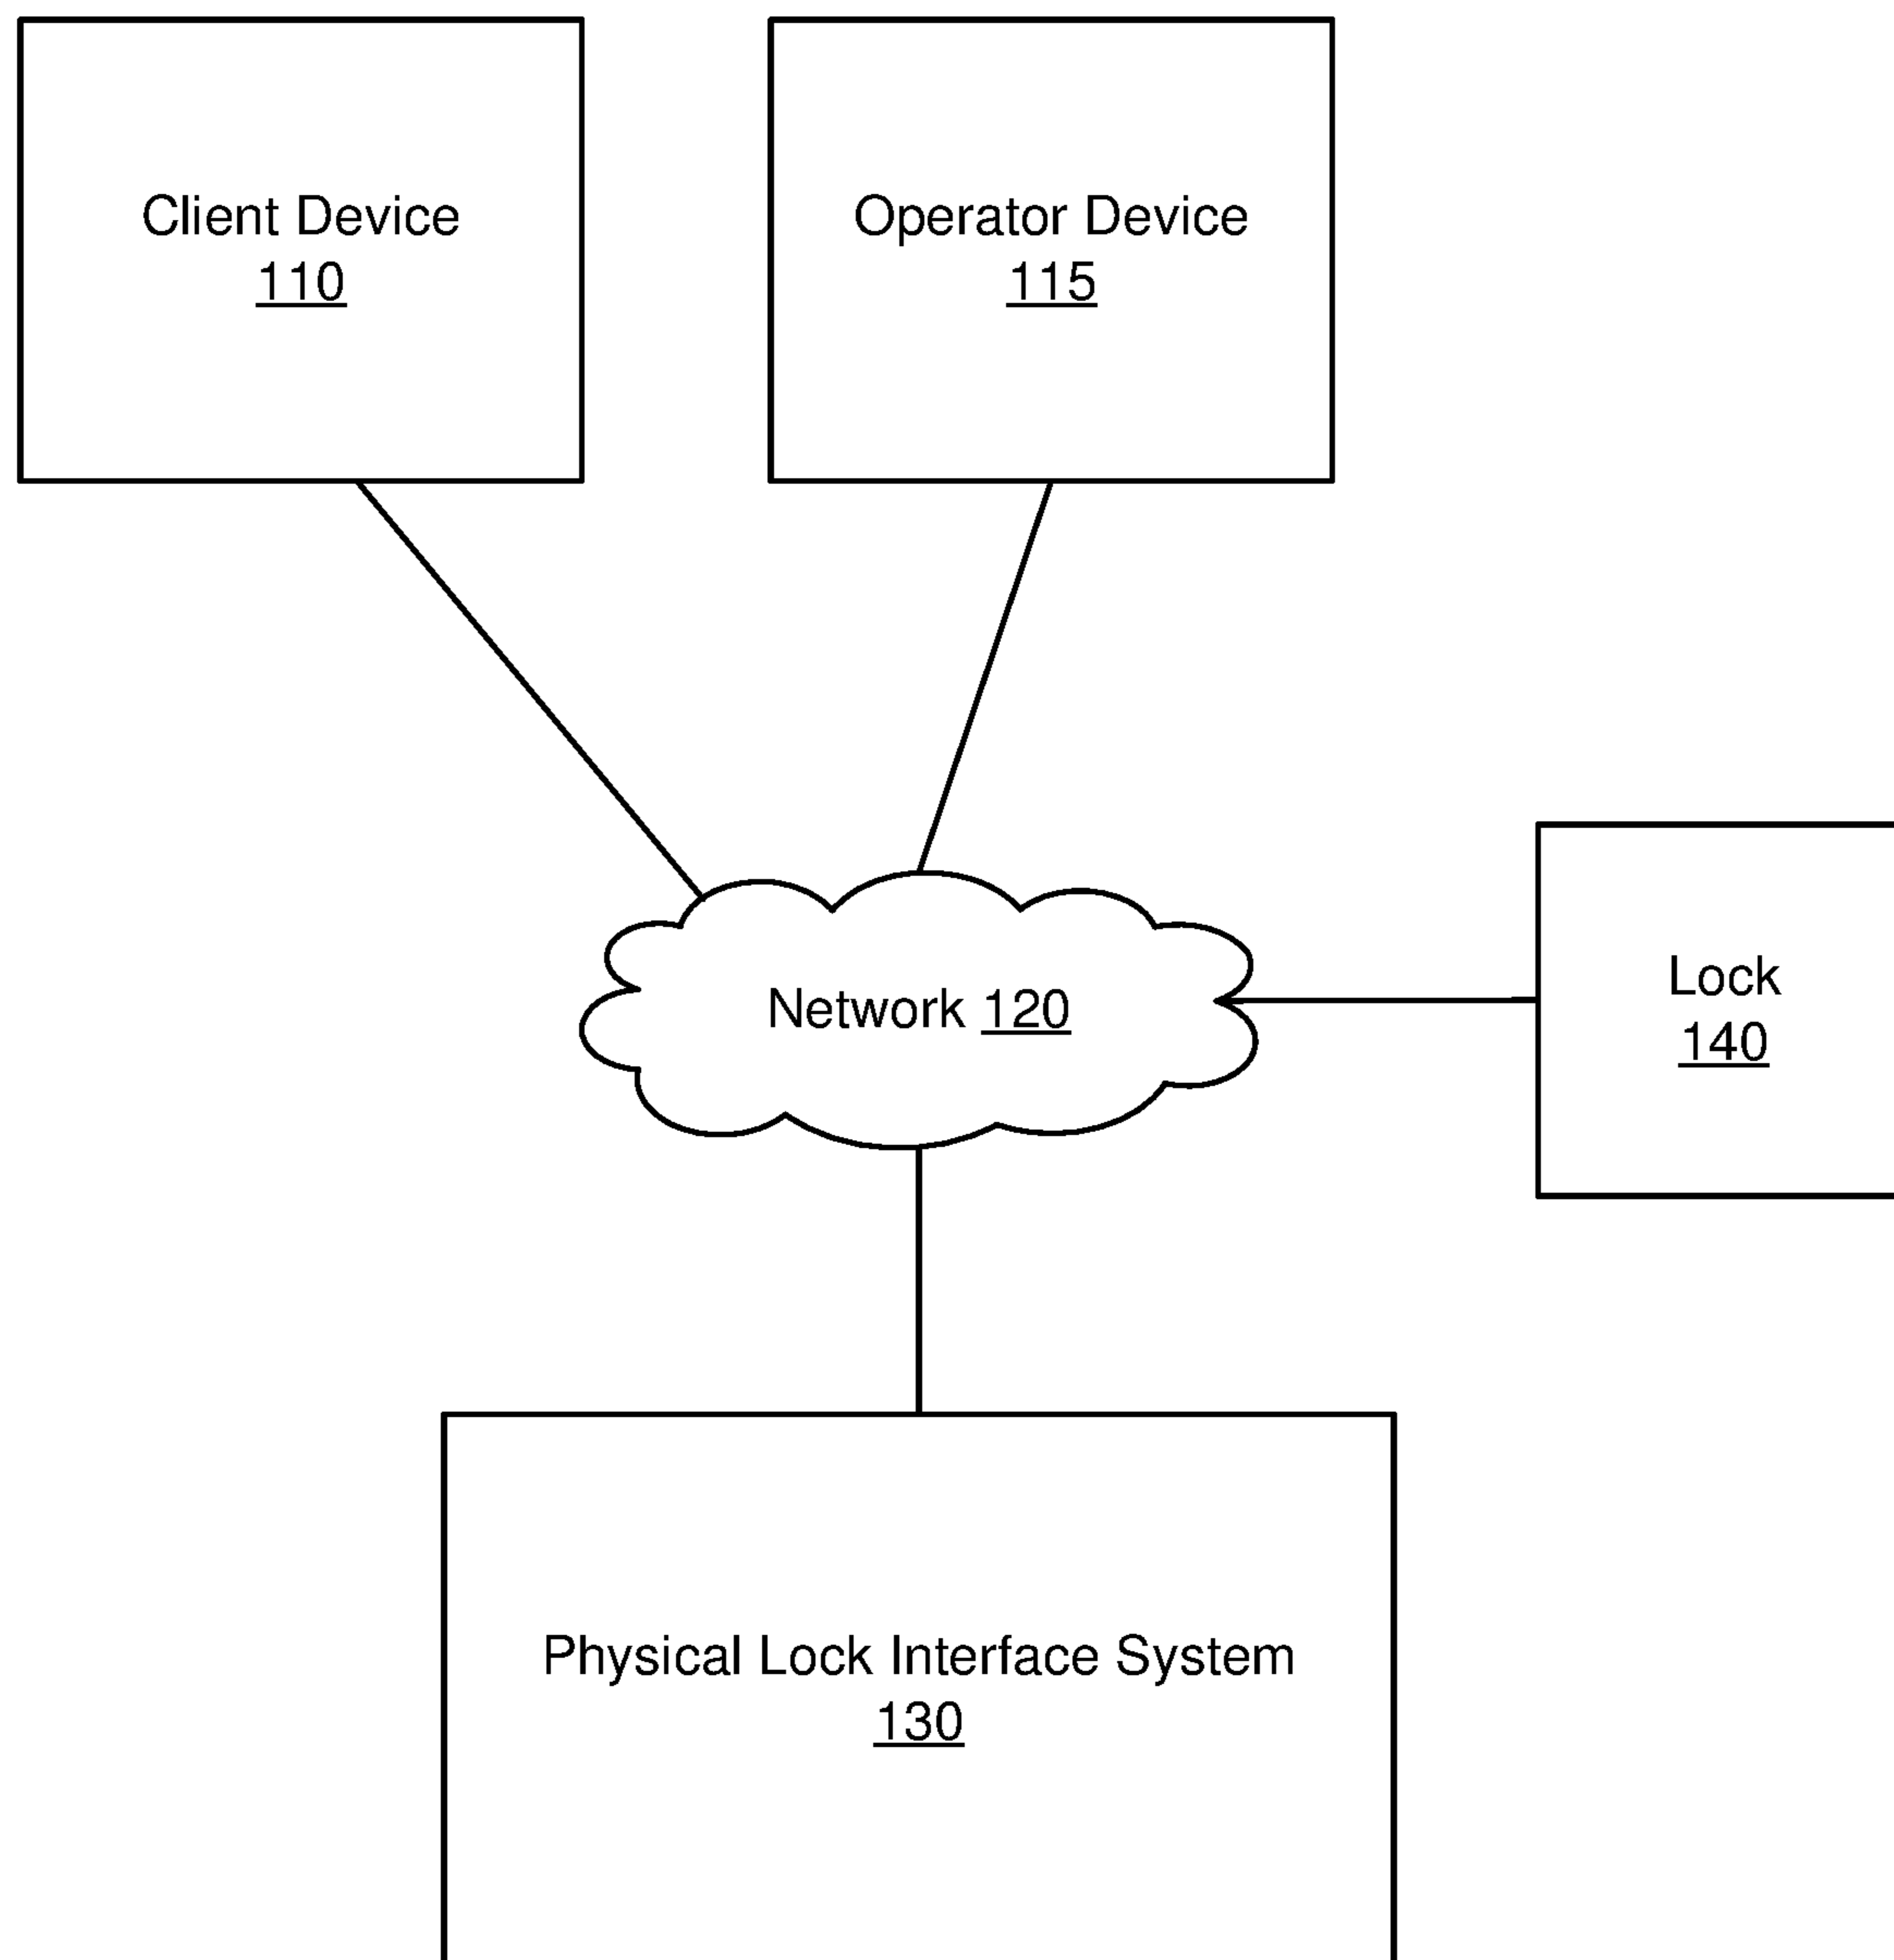 Client Device
110
Operator Device
115
Network 120
Lock
140
Physical Lock Interface System
130